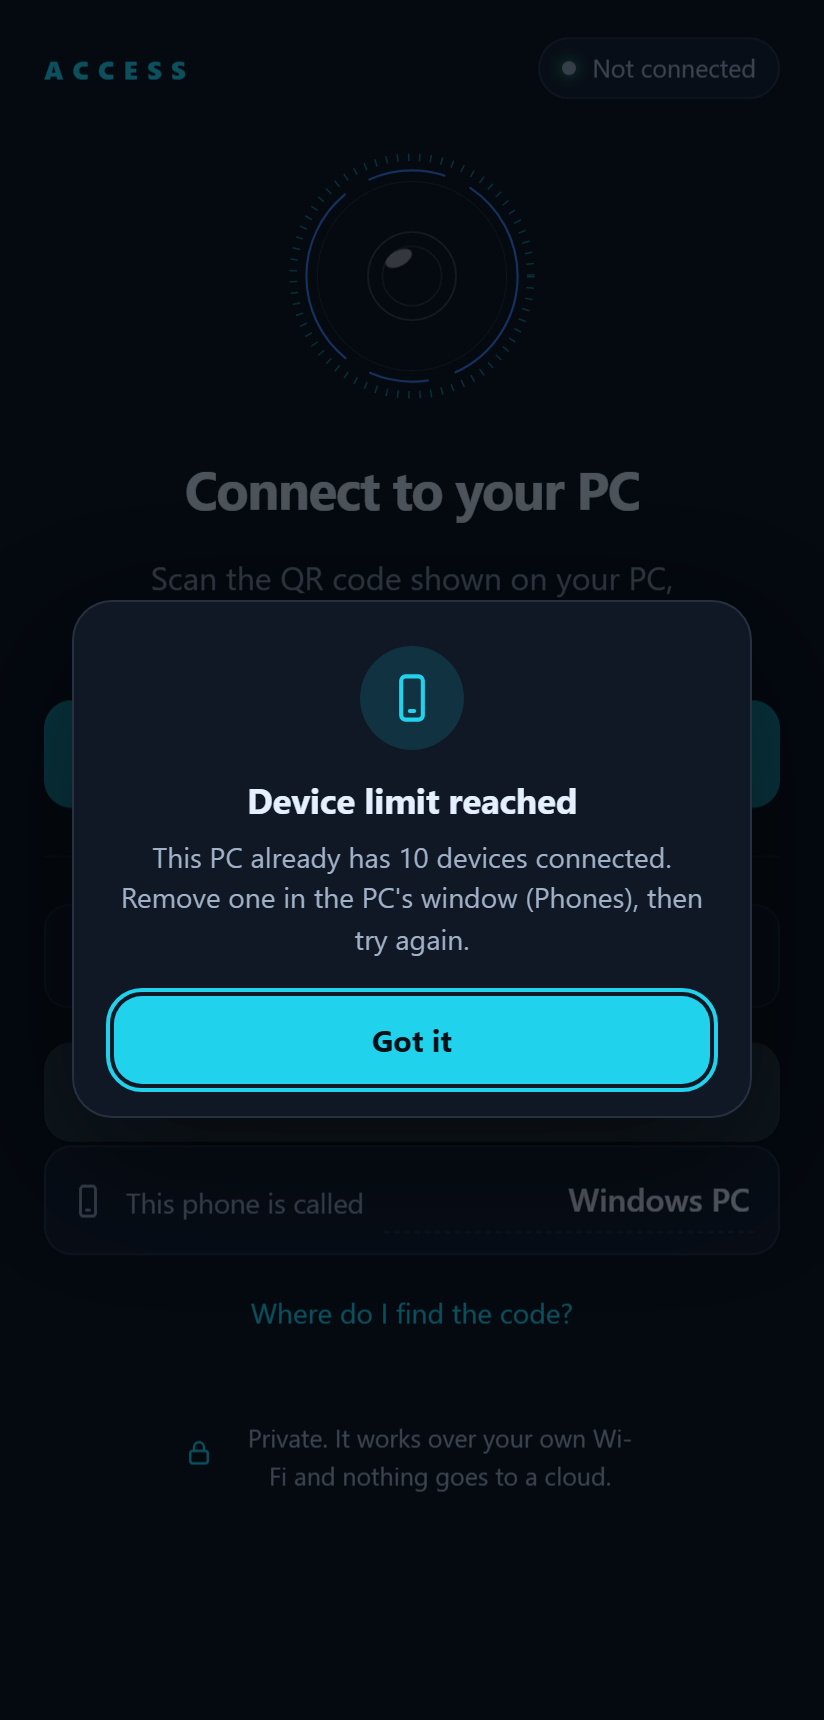 ACCESS
Not connected
Connect to your PC
Scan the QR code shown on your PC,
Device limit reached
This PC already has 10 devices connected.
Remove one in the PC's window (Phones), then
try again.
Got it
This phone is called
Windows PC
Where do I find the code?
Private. It works over your own Wi-
Fi and nothing goes to a cloud.